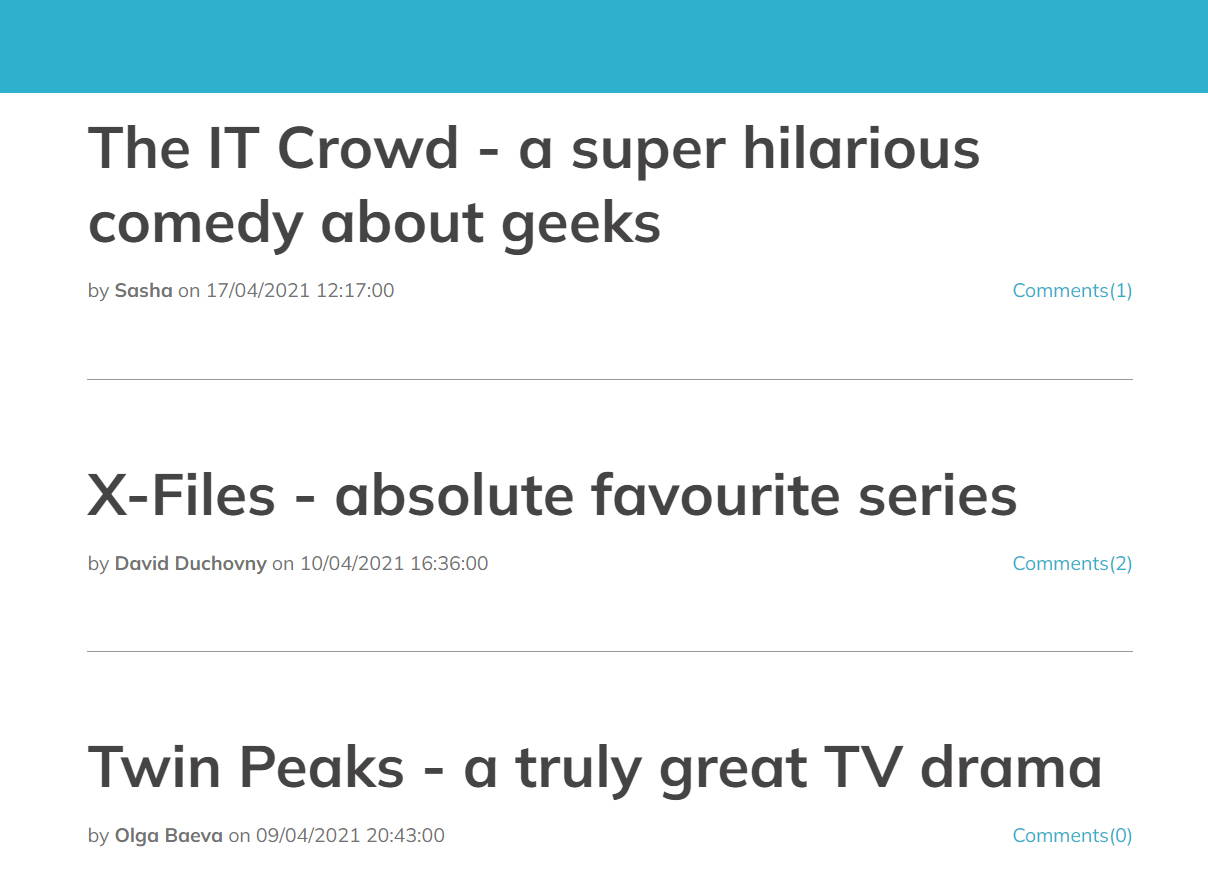 The IT Crowd - a super hilarious
comedy about geeks
by Sasha on 17/04/2021 12:17:00 Comments(1)
X-Files - absolute favourite series
by David Duchovny on 10/04/2021 16:36:00 Comments(2)
Twin Peaks - a truly great TV drama
by Olga Baeva on 09/04/2021 20:43:00 Comments(0)